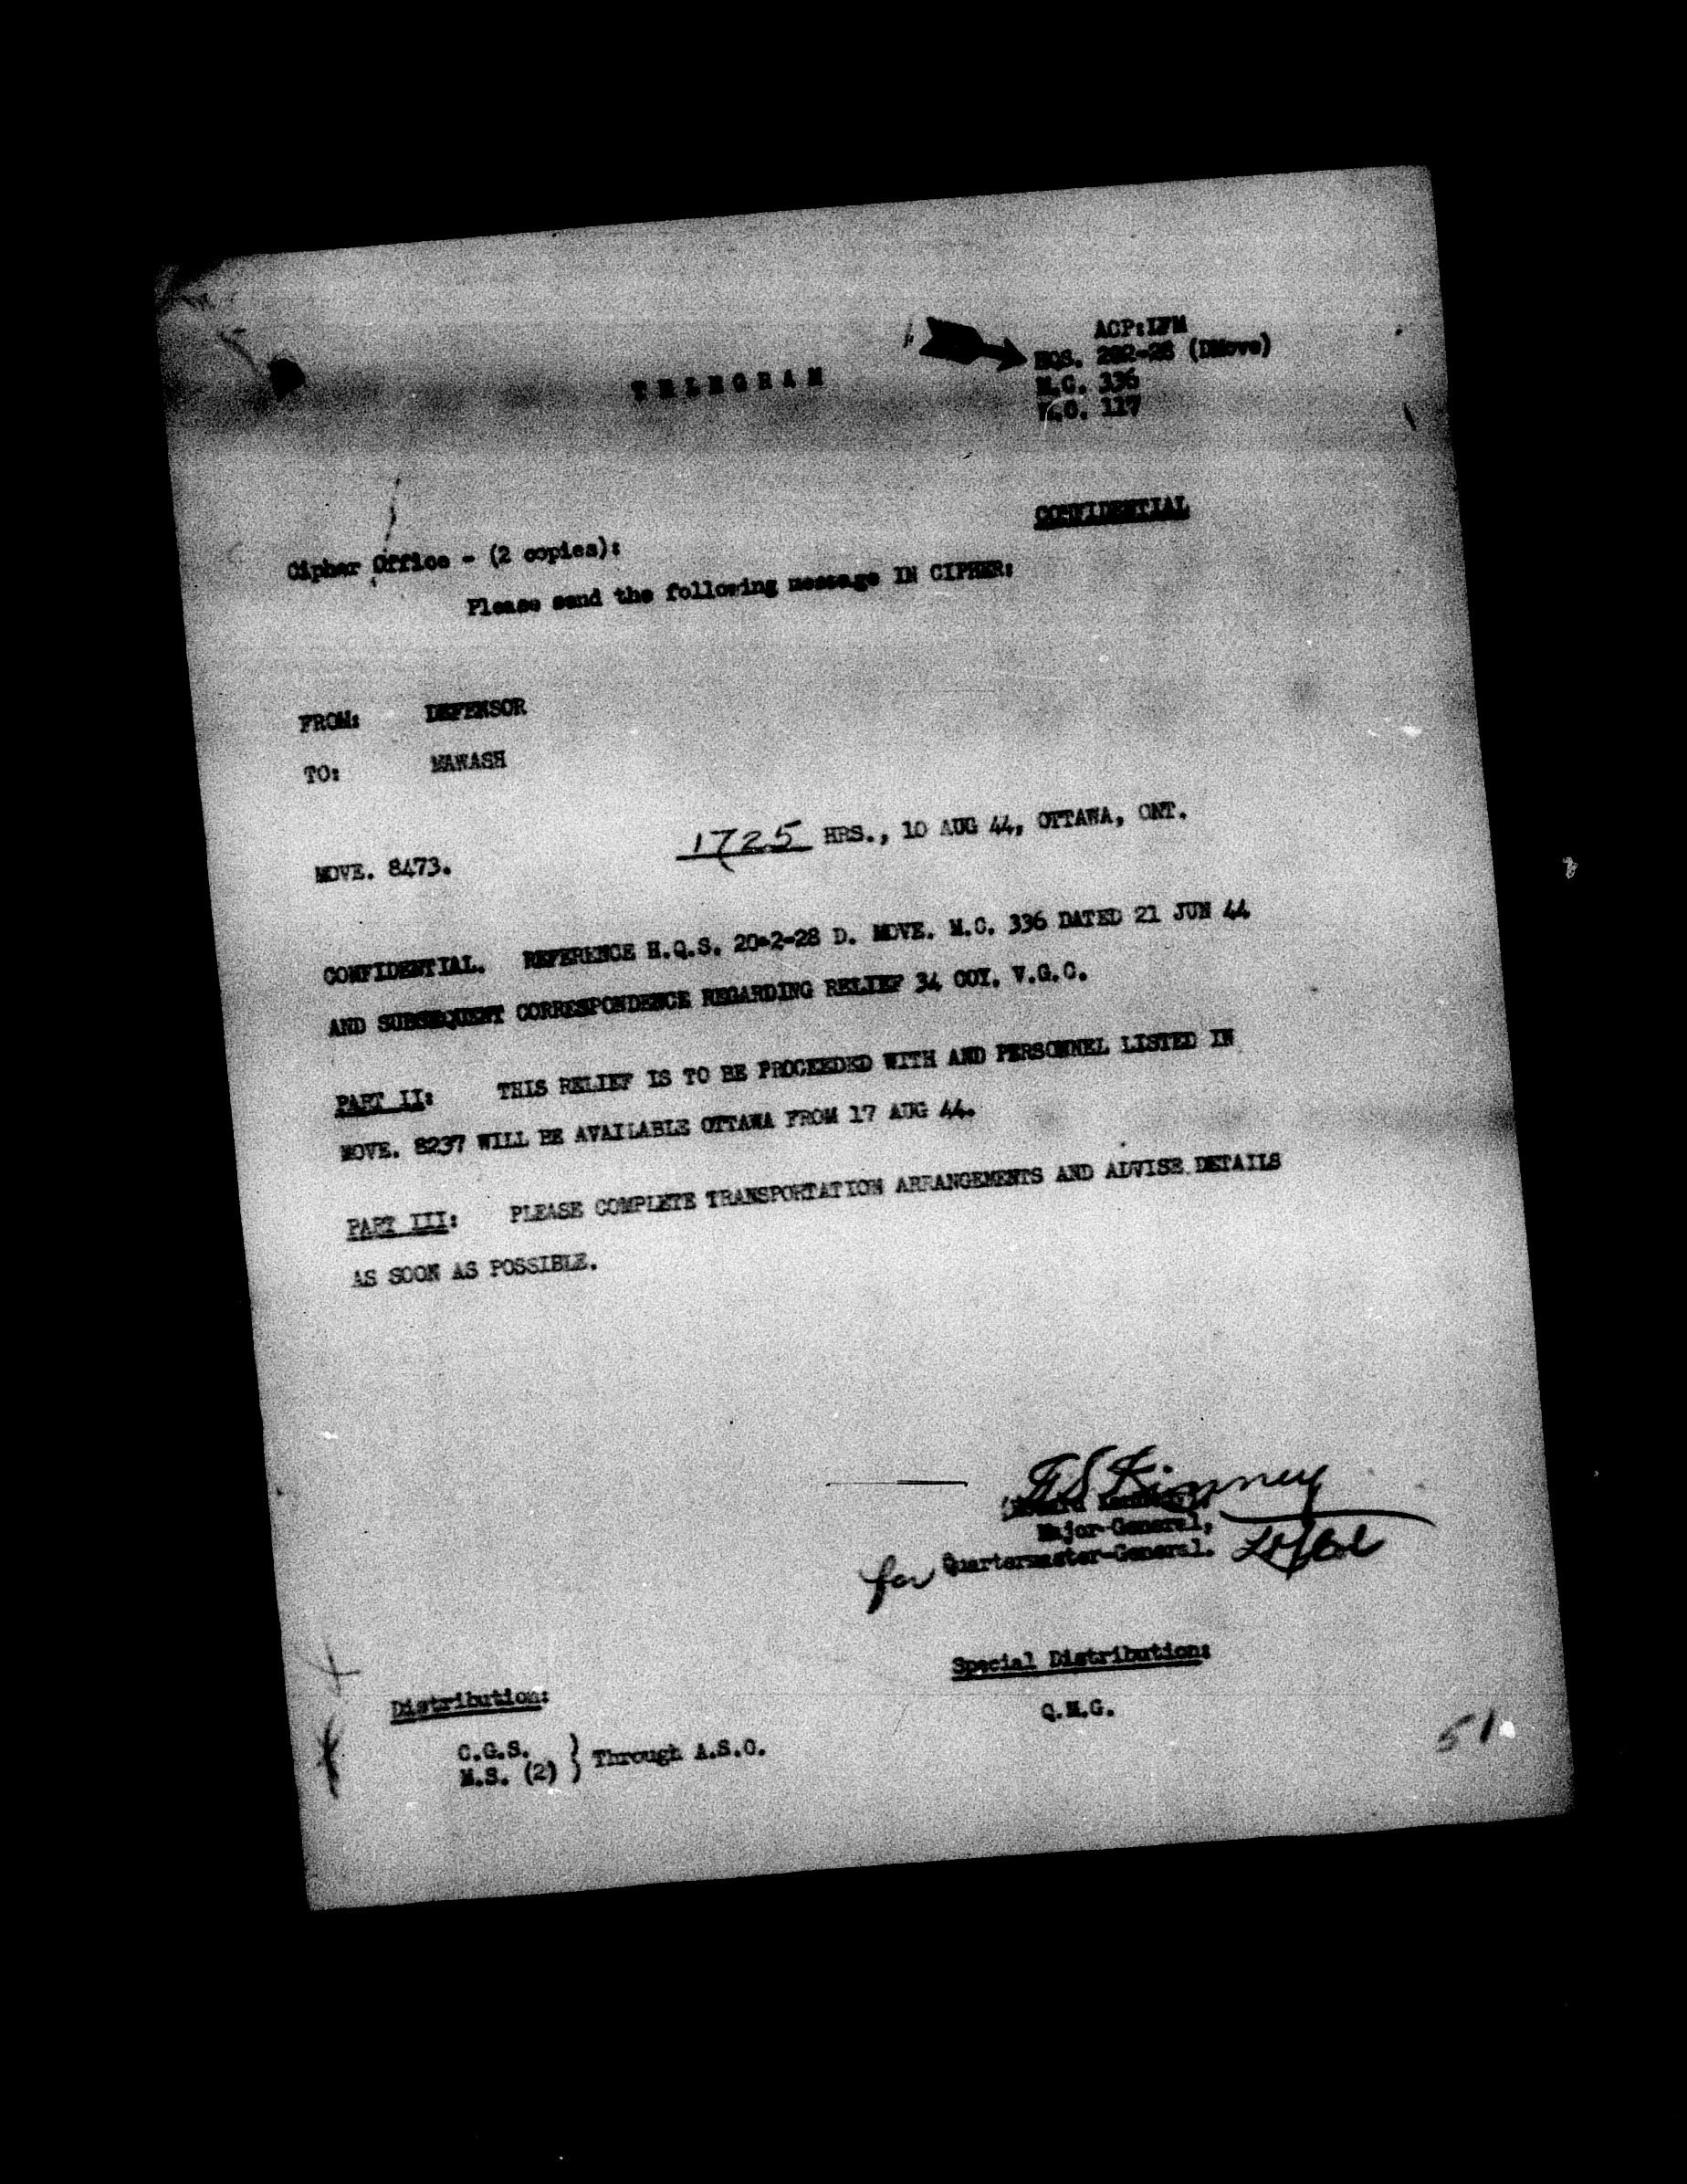 ACP:LFM
TELEGRAM
HQS. 202-28 (DMove)
M.C. 336
W.O. 117
CONFIDENTIAL
Cipher Office - (2 copies):
Please send the following message IN CIPHER:
FROM: DEFENSOR
TO: MAWASH
MOVE. 8473. 1725 HRS., 10 AUG 44, OTTAWA, ONT.
CONFIDENTIAL. REFERENCE H.Q.S. 20-2-28 D. MOVE. M.C. 336 DATED 21 JUN 44
AND SUBSEQUENT CORRESPONDENCE REGARDING RELIEF 34 COY. V.G.C.
PART II: THIS RELIEF IS TO BE PROCEEDED WITH AND PERSONNEL LISTED IN
MOVE. 8237 WILL BE AVAILABLE OTTAWA FROM 17 AUG 44.
PART III: PLEASE COMPLETE TRANSPORTATION ARRANGEMENTS AND ADVISE DETAILS
AS SOON AS POSSIBLE.
Kinney
Major-General,
for Quartermaster-General.
Special Distribution:
Distribution:
Q.M.G.
C.G.S. ) Through A.S.O.
M.S. (2) )
51